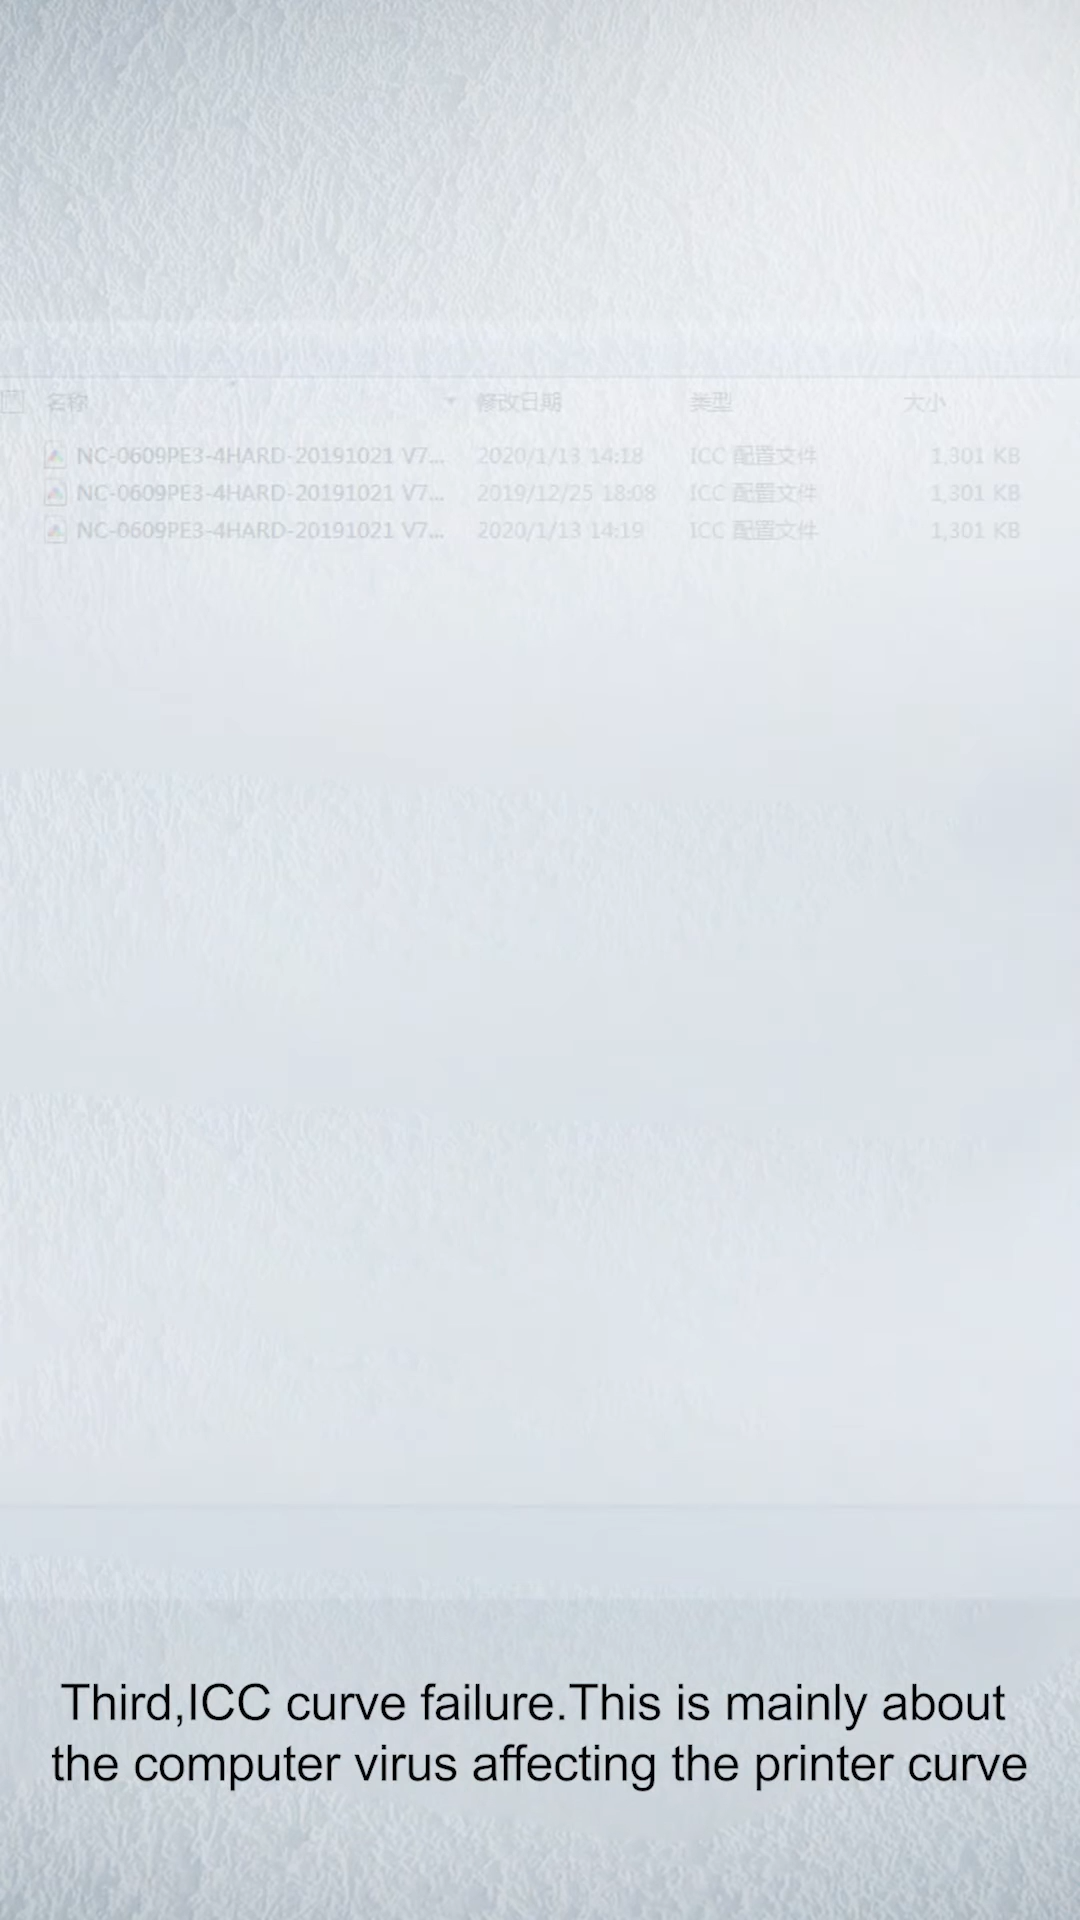 名称 修改日期 类型 大小
NC-0609PE3-4HARD-20191021 V7... 2020/1/13 14:18 ICC 配置文件 1,301 KB
NC-0609PE3-4HARD-20191021 V7... 2019/12/25 18:08 ICC 配置文件 1,301 KB
NC-0609PE3-4HARD-20191021 V7... 2020/1/13 14:19 ICC 配置文件 1,301 KB
Third,ICC curve failure.This is mainly about
the computer virus affecting the printer curve